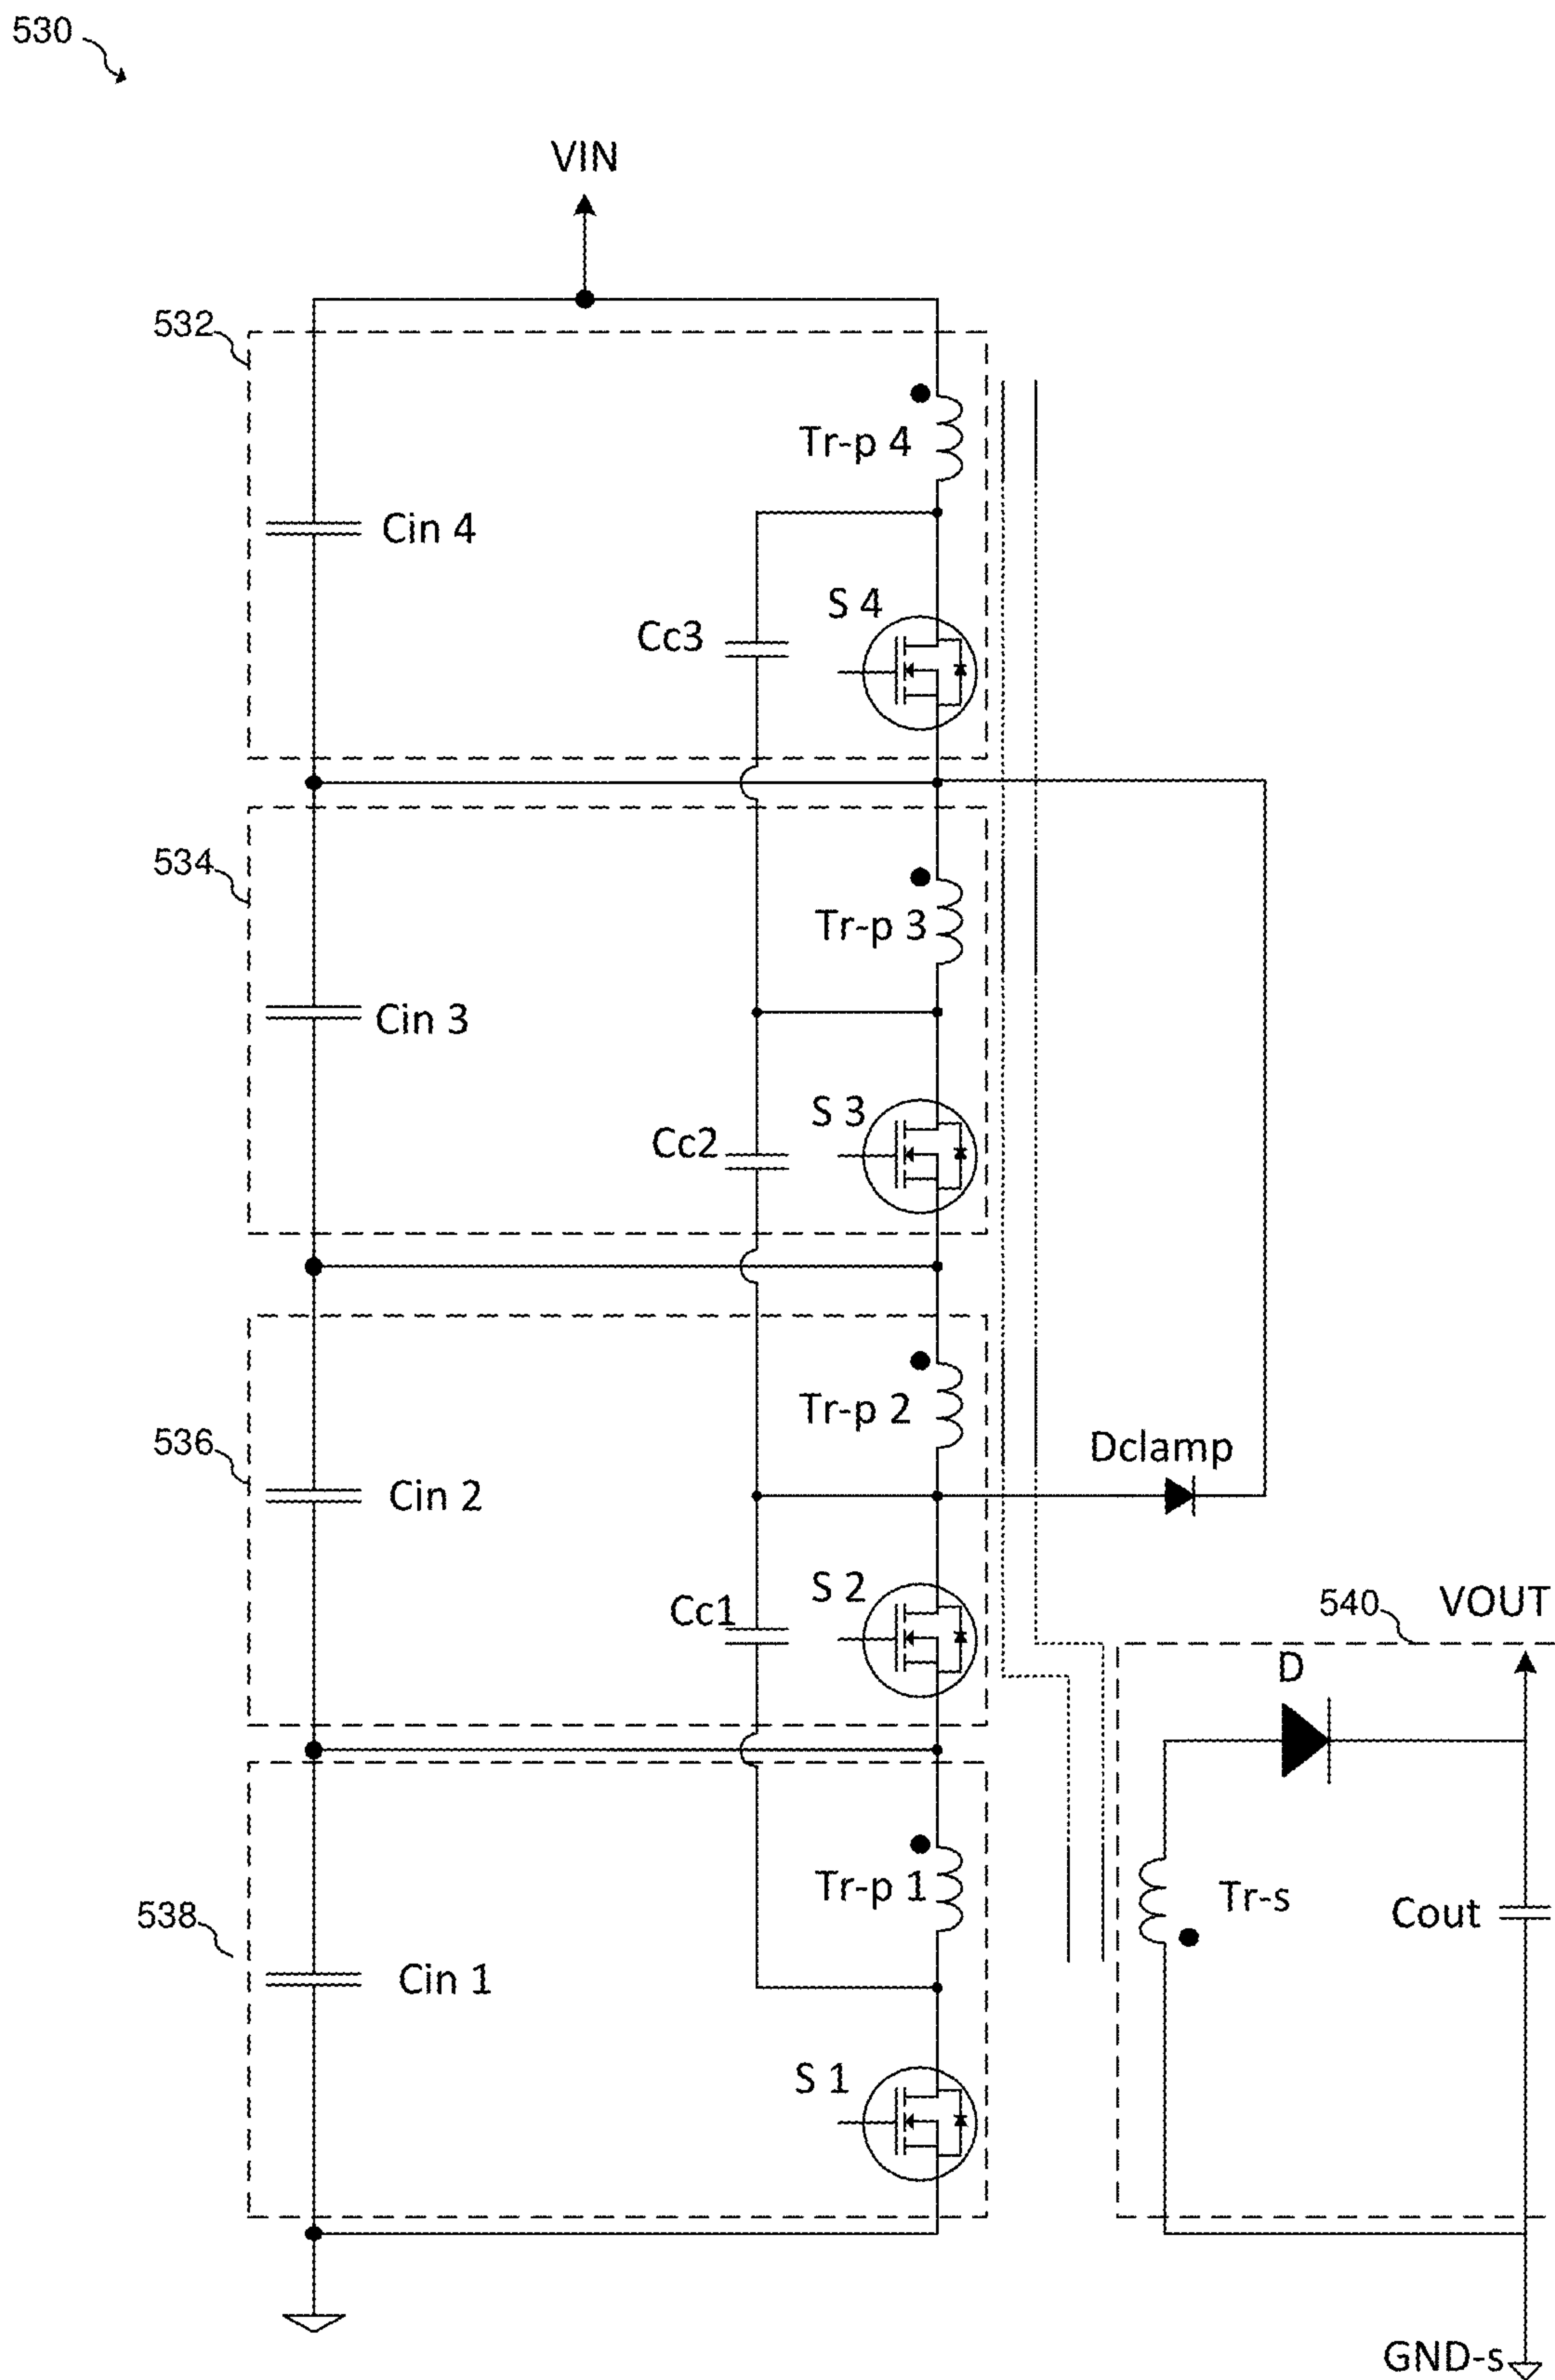 530
VIN
532
Tr-p 4
Cin 4
S 4
Cc3
534
Tr-p 3
Cin 3
S 3
Cc2
Tr-p 2
536
Dclamp
Cin 2
S 2
Cc1
540
VOUT
D
Tr-p 1
Tr-s
Cout
538
Cin 1
S 1
GND-s